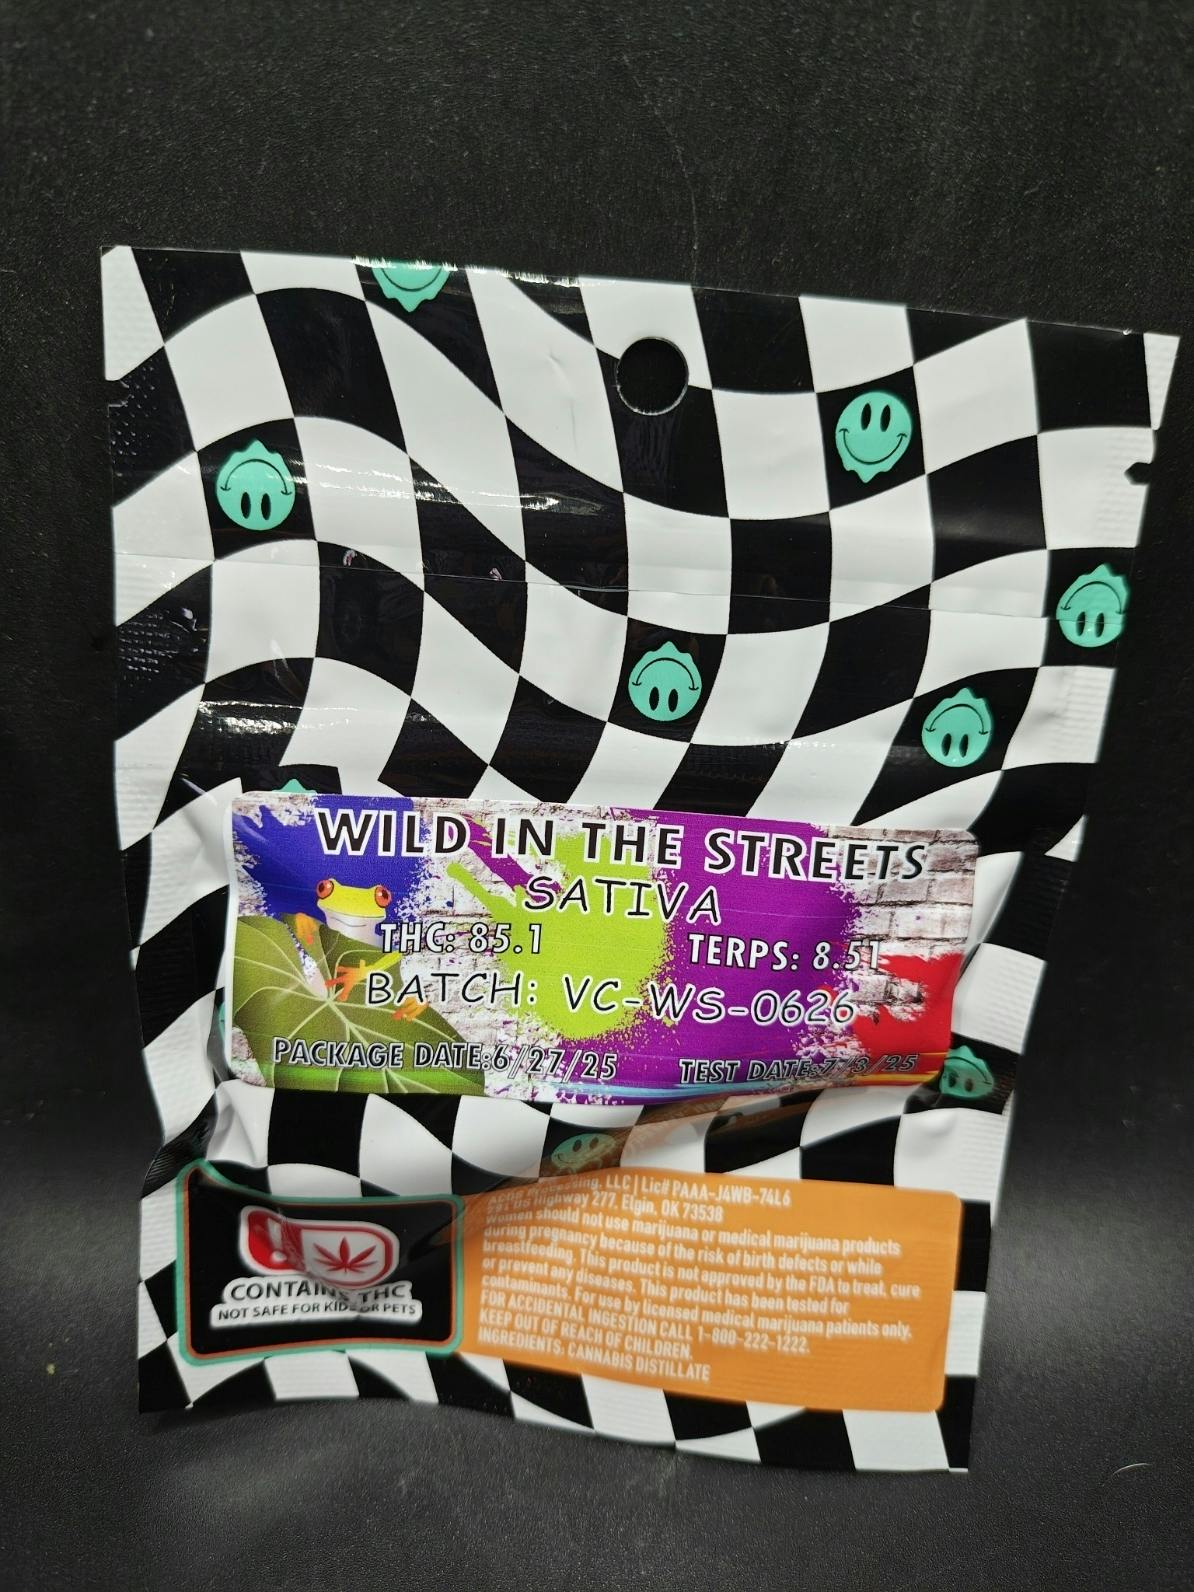 WILD IN THE STREETS
SATIVA
THC: 85.1
TERPS: 8.51
BATCH: VC-WS-0626
PACKAGE DATE:6/27/25
TEST DATE:7/3/25
CONTAINS THC
NOT SAFE FOR KIDS OR PETS
LLC | Lic# PAAA-J4WB-74L6
US Highway 277, Elgin, OK 73538
Women should not use marijuana or medical marijuana products
during pregnancy because of the risk of birth defects or while
breastfeeding. This product is not approved by the FDA to treat, cure
or prevent any diseases. This product has been tested for
contaminants. For use by licensed medical marijuana patients only.
FOR ACCIDENTAL INGESTION CALL 1-800-222-1222.
KEEP OUT OF REACH OF CHILDREN.
INGREDIENTS: CANNABIS DISTILLATE